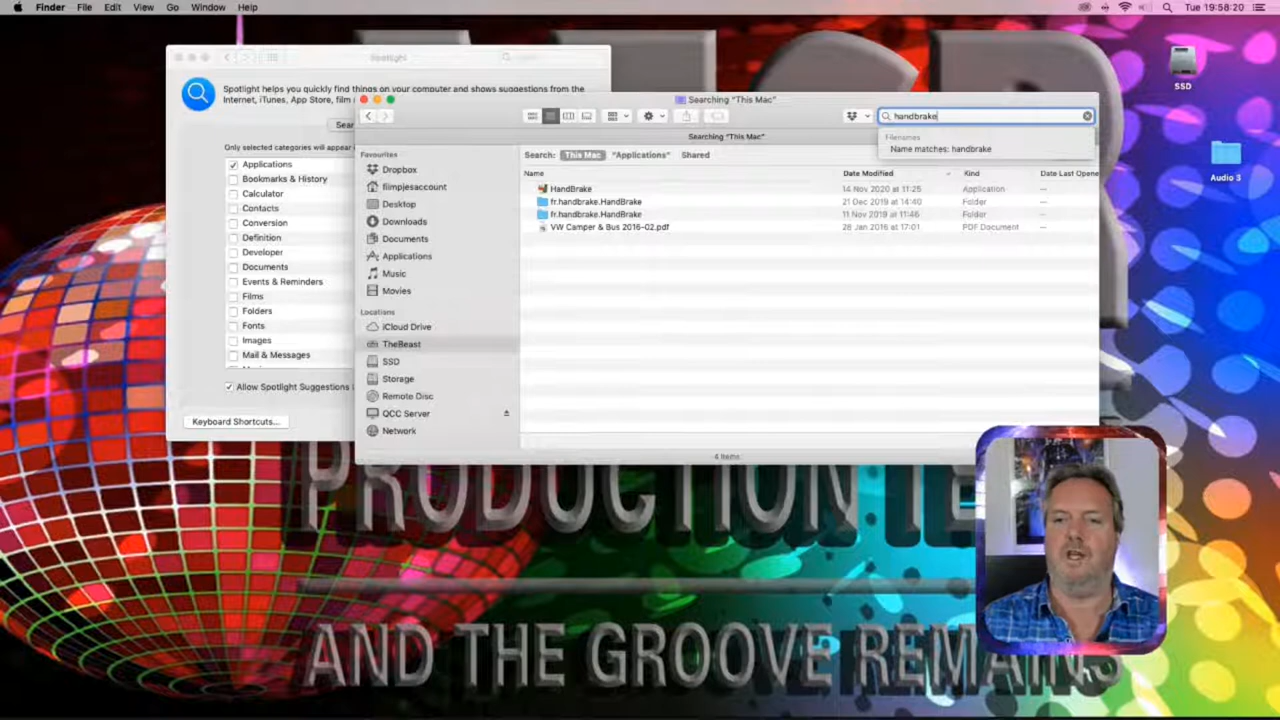 Finder File Edit View Go Window Help
Tue 19:58:20
Spotlight
Spotlight helps you quickly find things on your computer and shows suggestions from the
Internet, iTunes, App Store, film
Only selected categories will appear
Applications
Bookmarks & History
Calculator
Contacts
Conversion
Definition
Developer
Documents
Events & Reminders
Films
Folders
Fonts
Images
Mail & Messages
Allow Spotlight Suggestions
Keyboard Shortcuts...
Searching "This Mac"
handbrake
Filenames
Name matches: handbrake
Searching "This Mac"
Search: This Mac "Applications" Shared
Name Date Modified Kind Date Last Opene
HandBrake 14 Nov 2020 at 11:25 Application --
fr.handbrake.HandBrake 21 Dec 2019 at 14:40 Folder --
fr.handbrake.HandBrake 11 Nov 2019 at 11:46 Folder --
VW Camper & Bus 2016-02.pdf 28 Jan 2016 at 17:01 PDF Document --
4 items
Favourites
Dropbox
Desktop
Downloads
Documents
Applications
Music
Movies
Locations
iCloud Drive
TheBeast
SSD
Storage
Remote Disc
QCC Server
Network
SSD
Audio 3
PRODUCTION TE
AND THE GROOVE REMAINS